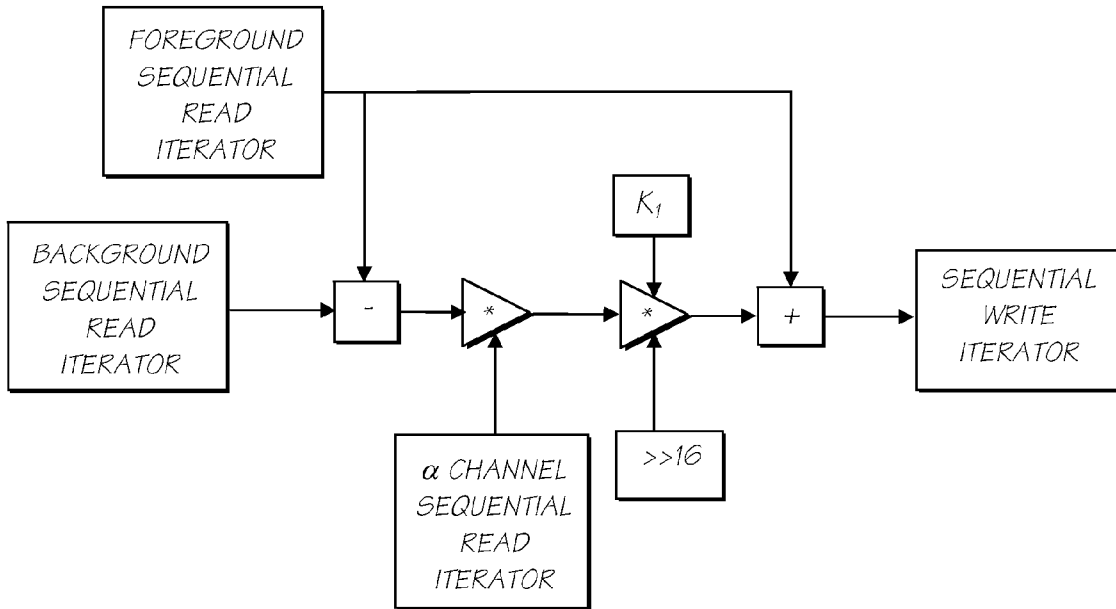 FOREGROUND
SEQUENTIAL
READ
ITERATOR
K₁
BACKGROUND
SEQUENTIAL
READ
ITERATOR
-
*
*
+
SEQUENTIAL
WRITE
ITERATOR
α CHANNEL
SEQUENTIAL
READ
ITERATOR
>>16